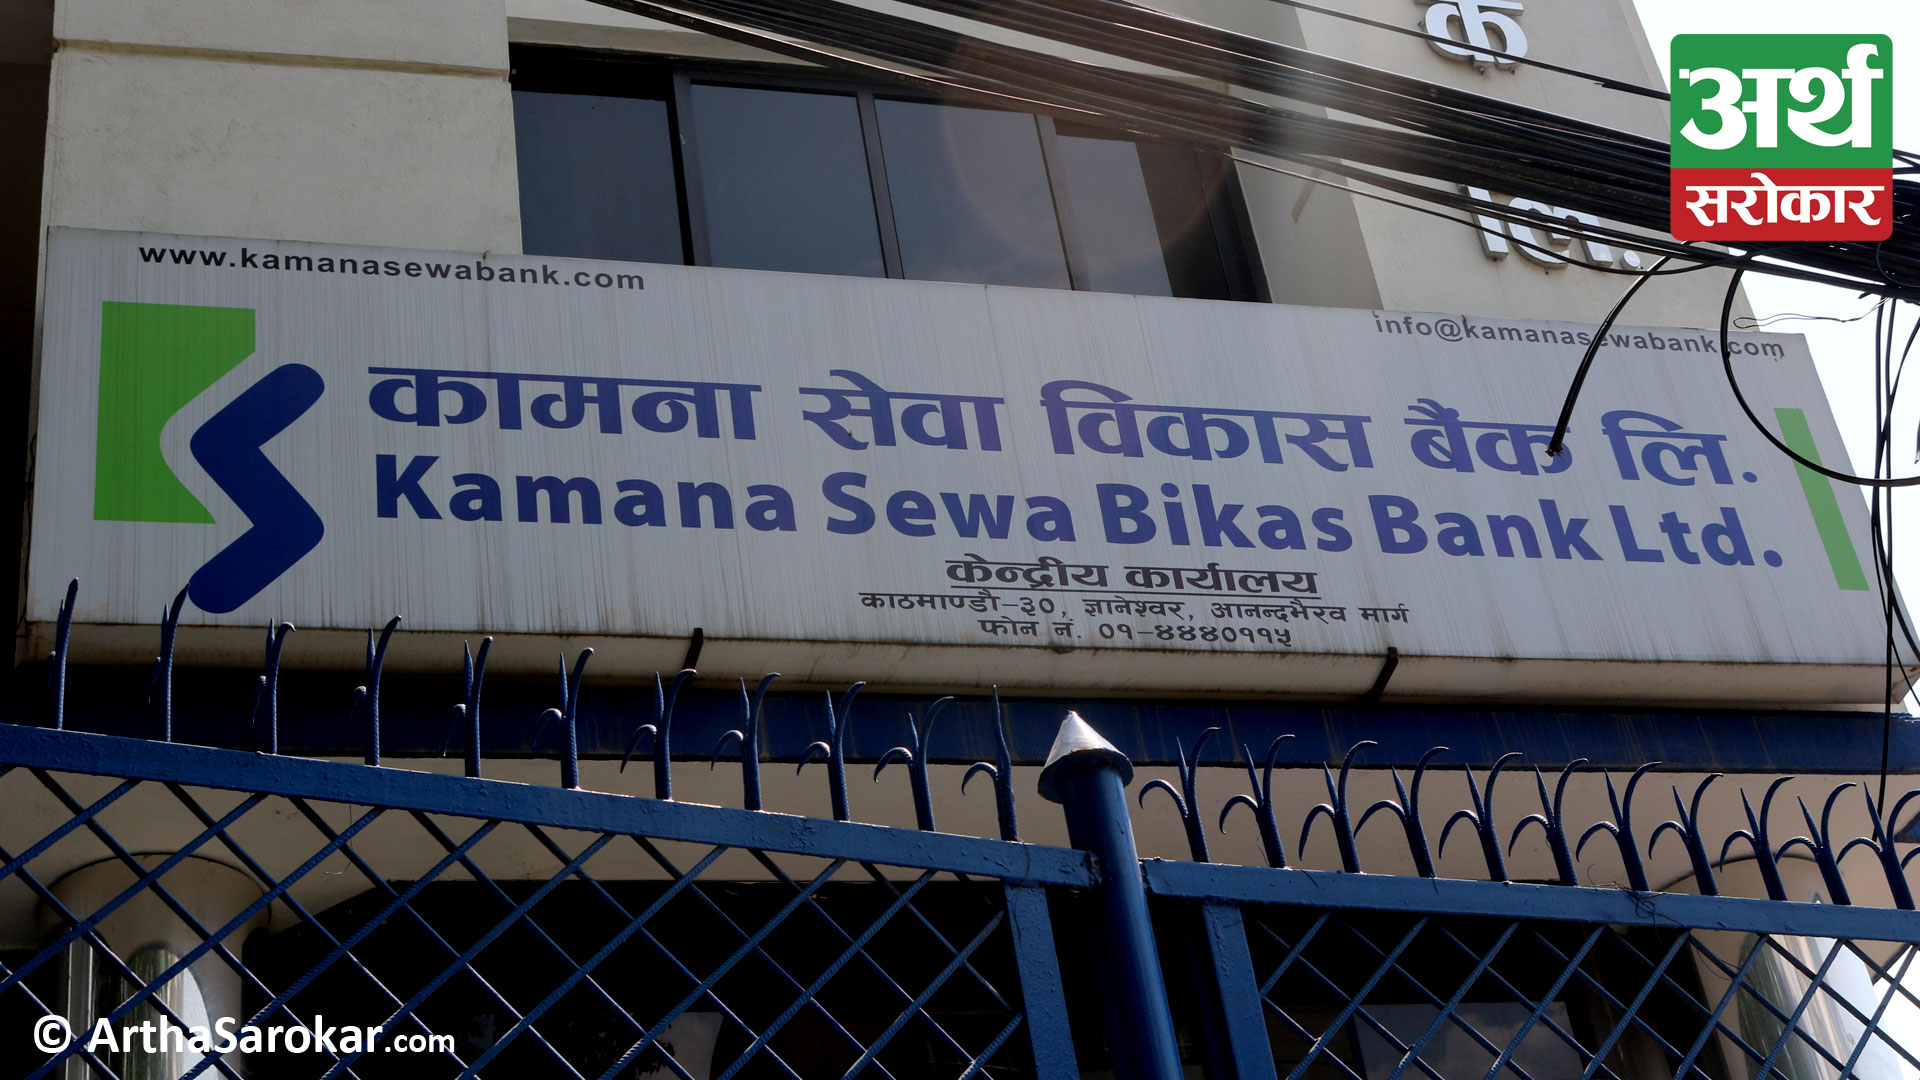 क
लि.
अर्थ
सरोकार
www.kamanasewabank.com
info@kamanasewabank.com
कामना सेवा विकास बैंक लि.
Kamana Sewa Bikas Bank Ltd.
केन्द्रीय कार्यालय
काठमाण्डौ-३०, ज्ञानेश्वर, आनन्दभैरव मार्ग
फोन नं. ०१-४४४०११५
© ArthaSarokar.com